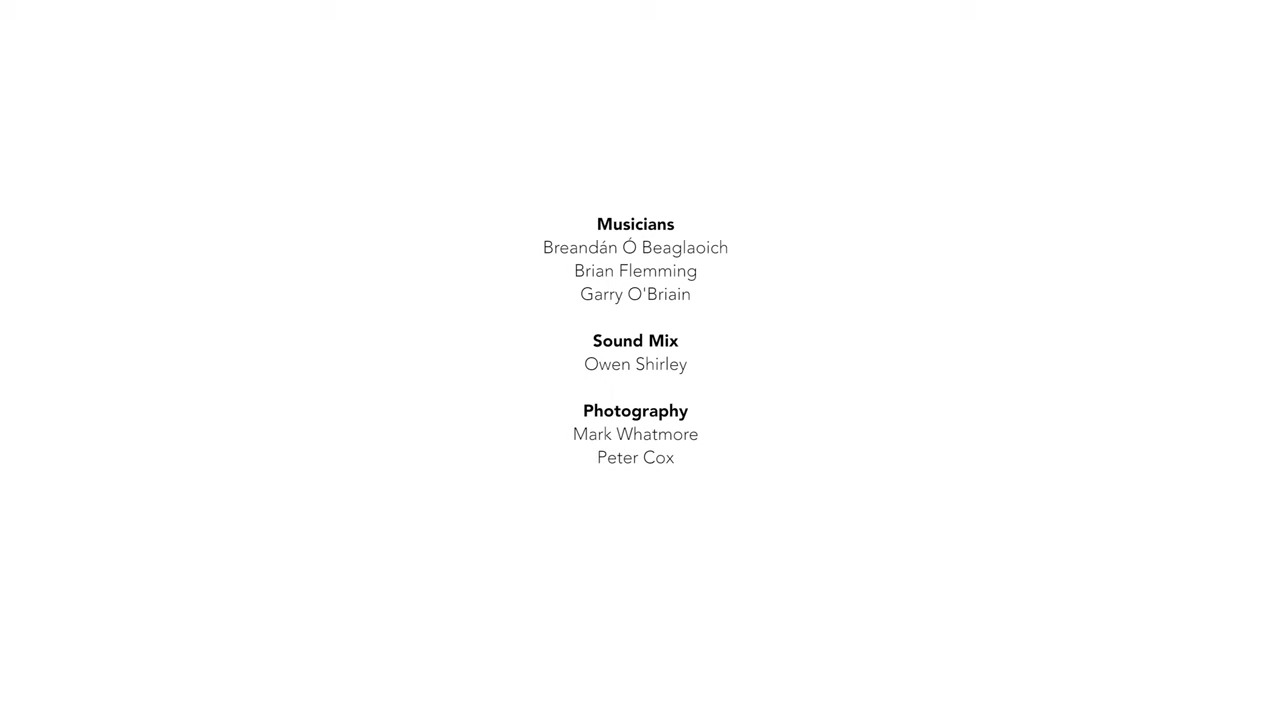 Musicians
Breandán Ó Beaglaoich
Brian Flemming
Garry O'Briain
Sound Mix
Owen Shirley
Photography
Mark Whatmore
Peter Cox